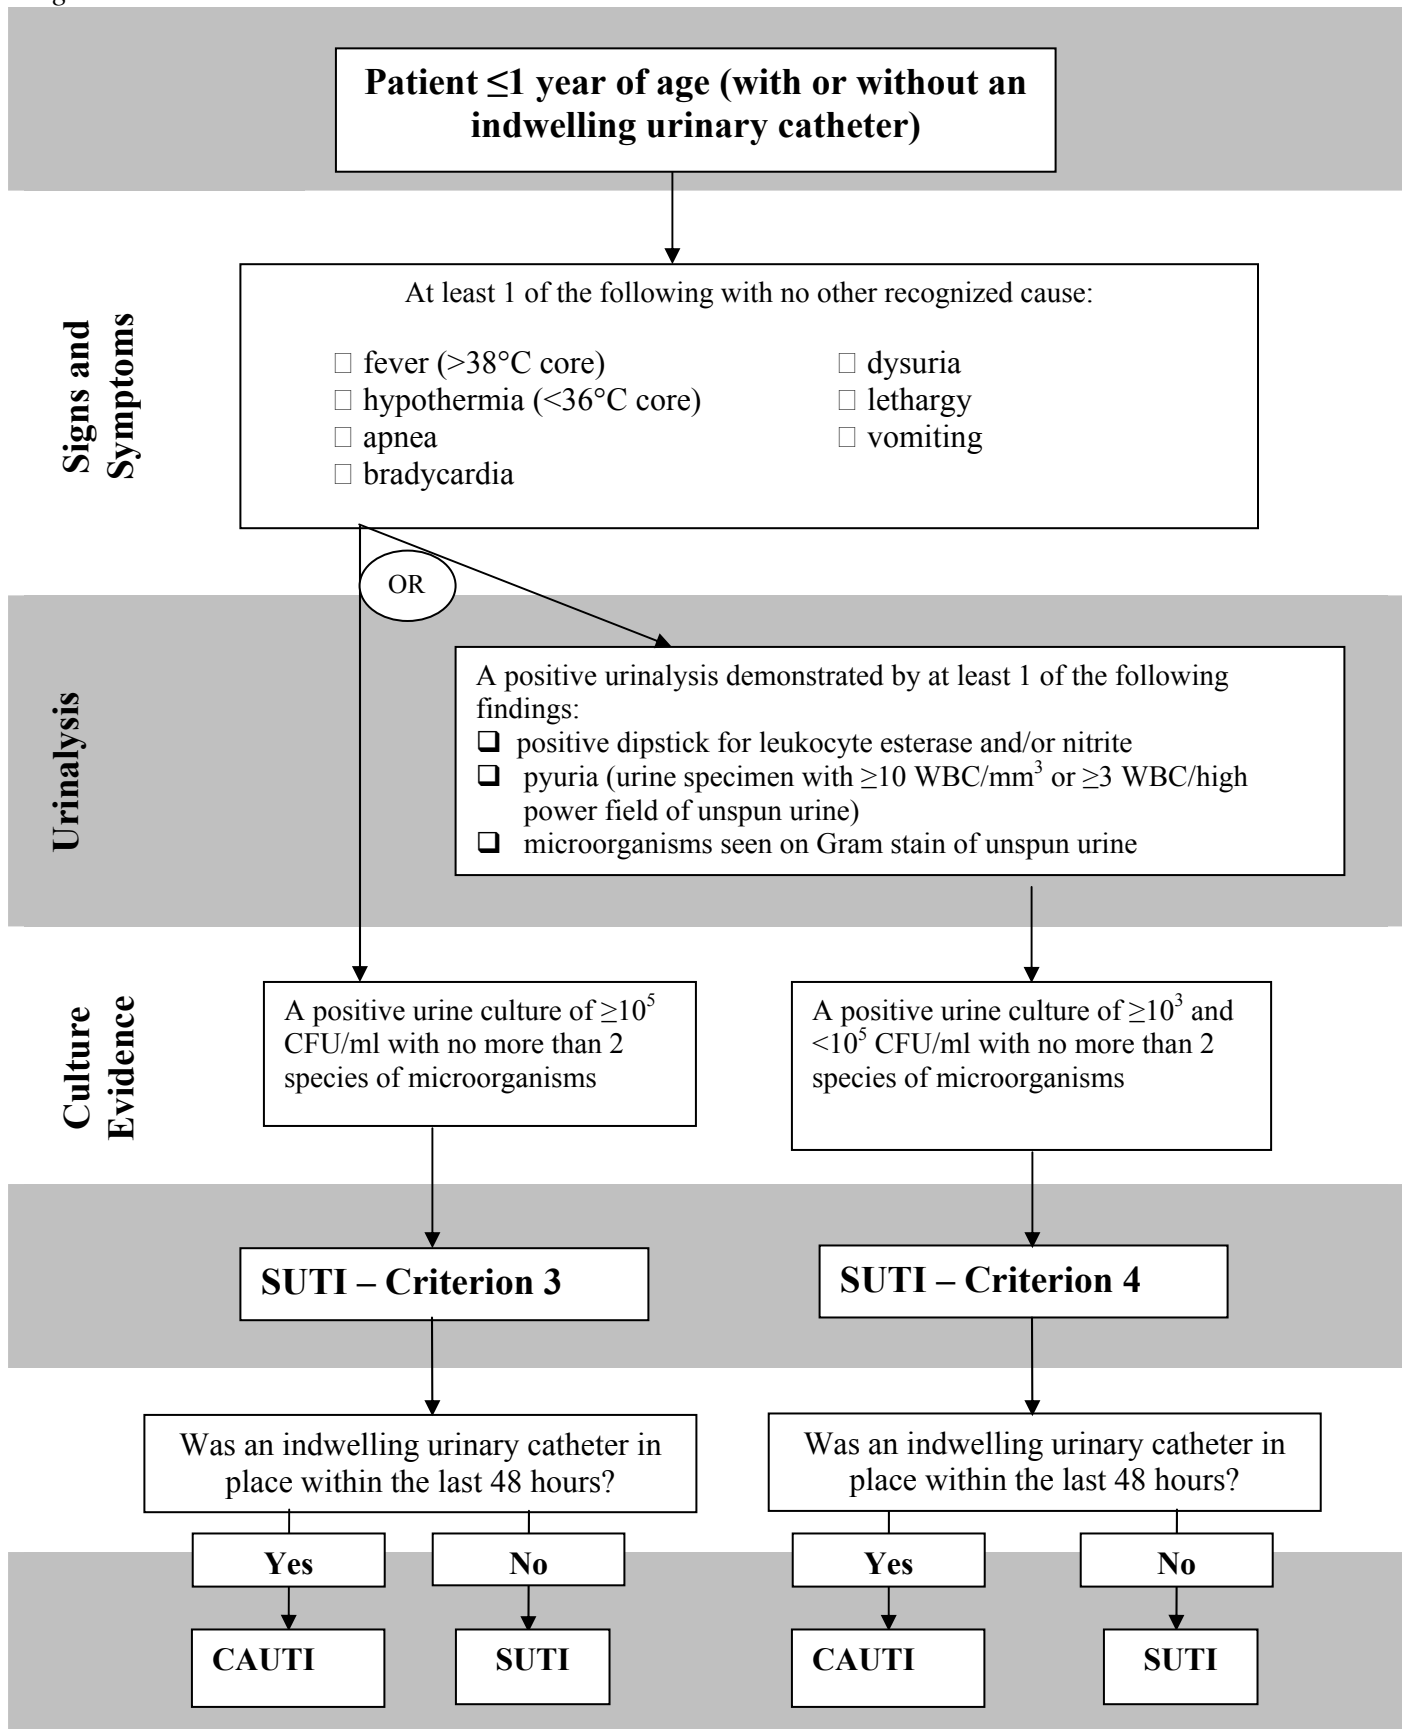 Patient ≤1 year of age (with or without an
indwelling urinary catheter)
Signs and
Symptoms
At least 1 of the following with no other recognized cause:
□ fever (>38°C core)
□ hypothermia (<36°C core)
□ apnea
□ bradycardia
□ dysuria
□ lethargy
□ vomiting
OR
Urinalysis
A positive urinalysis demonstrated by at least 1 of the following
findings:
❑ positive dipstick for leukocyte esterase and/or nitrite
❑ pyuria (urine specimen with ≥10 WBC/mm³ or ≥3 WBC/high
power field of unspun urine)
❑ microorganisms seen on Gram stain of unspun urine
Culture
Evidence
A positive urine culture of ≥10⁵
CFU/ml with no more than 2
species of microorganisms
A positive urine culture of ≥10³ and
<10⁵ CFU/ml with no more than 2
species of microorganisms
SUTI – Criterion 3
SUTI – Criterion 4
Was an indwelling urinary catheter in
place within the last 48 hours?
Was an indwelling urinary catheter in
place within the last 48 hours?
Yes
No
Yes
No
CAUTI
SUTI
CAUTI
SUTI